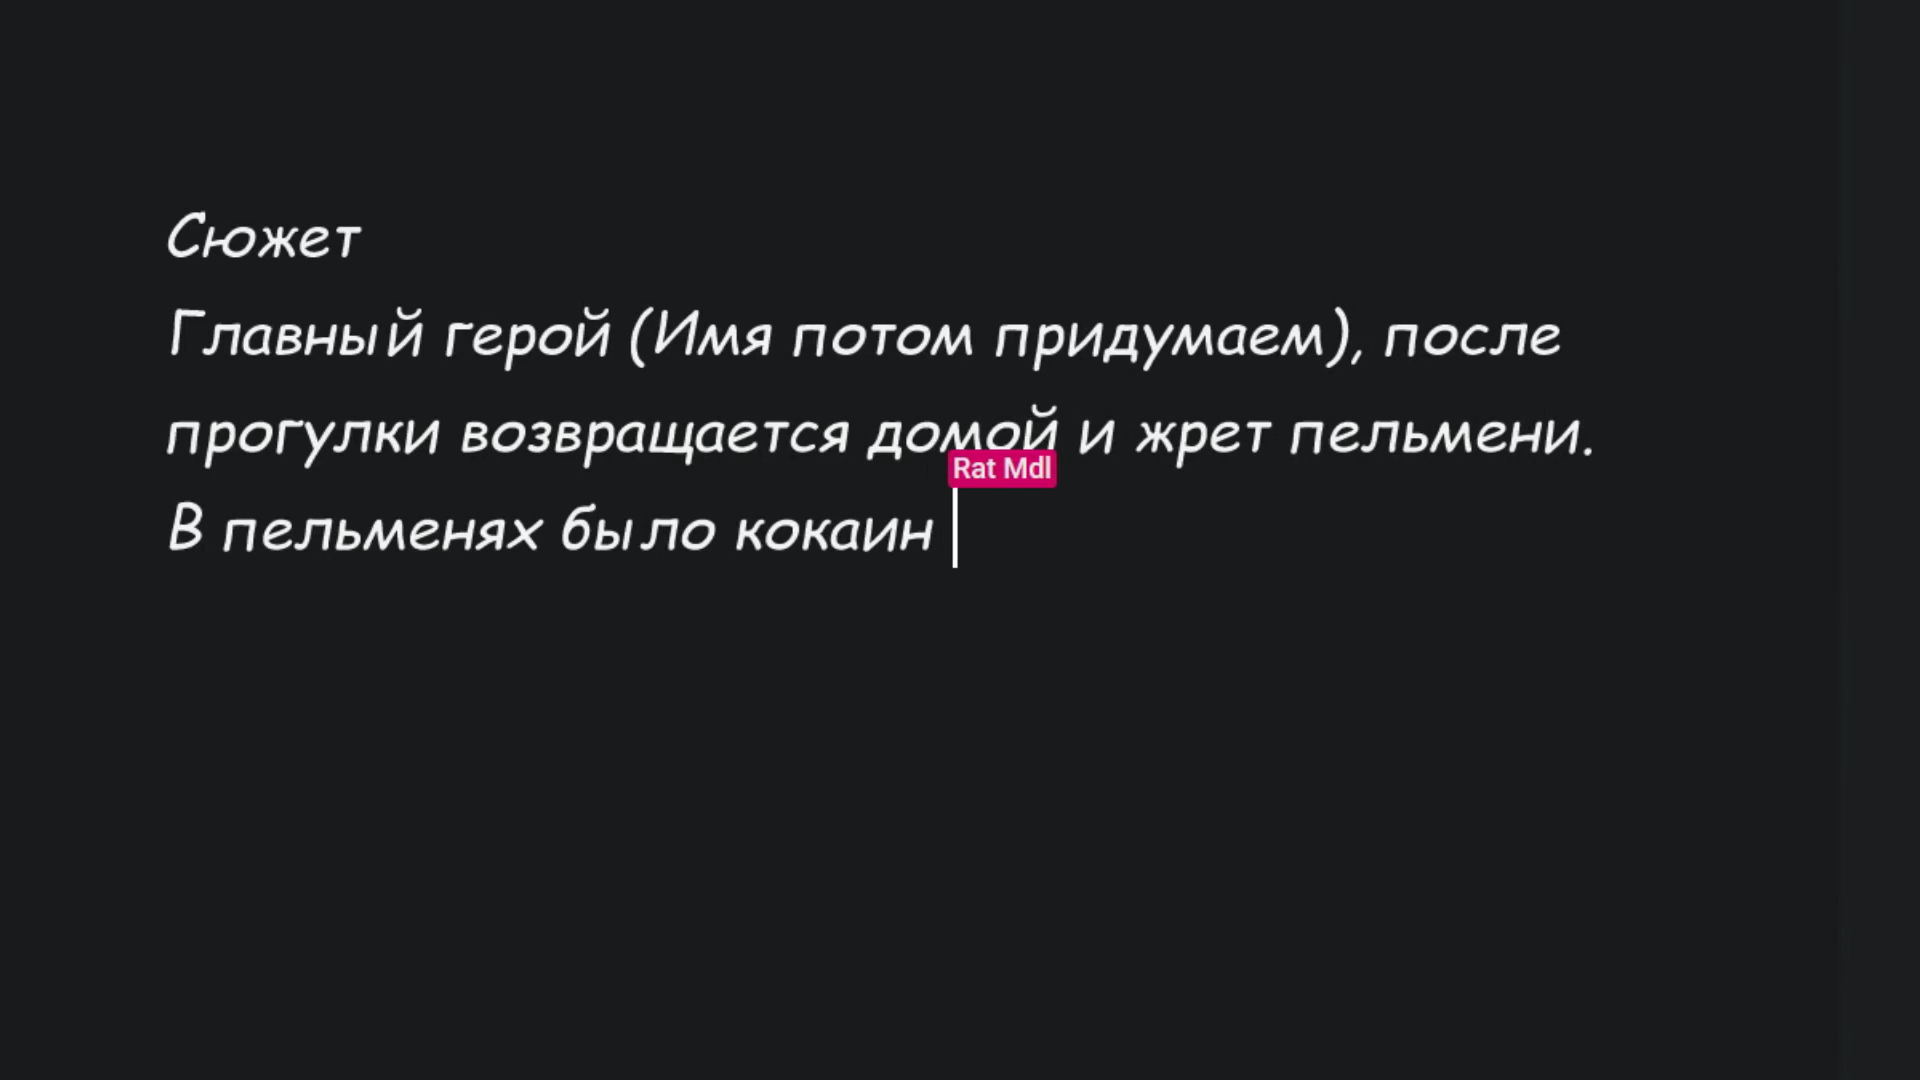 Сюжет
Главный герой (Имя потом придумаем), после
прогулки возвращается домой и жрет пельмени.
Rat Mdl
В пельменях было кокаин